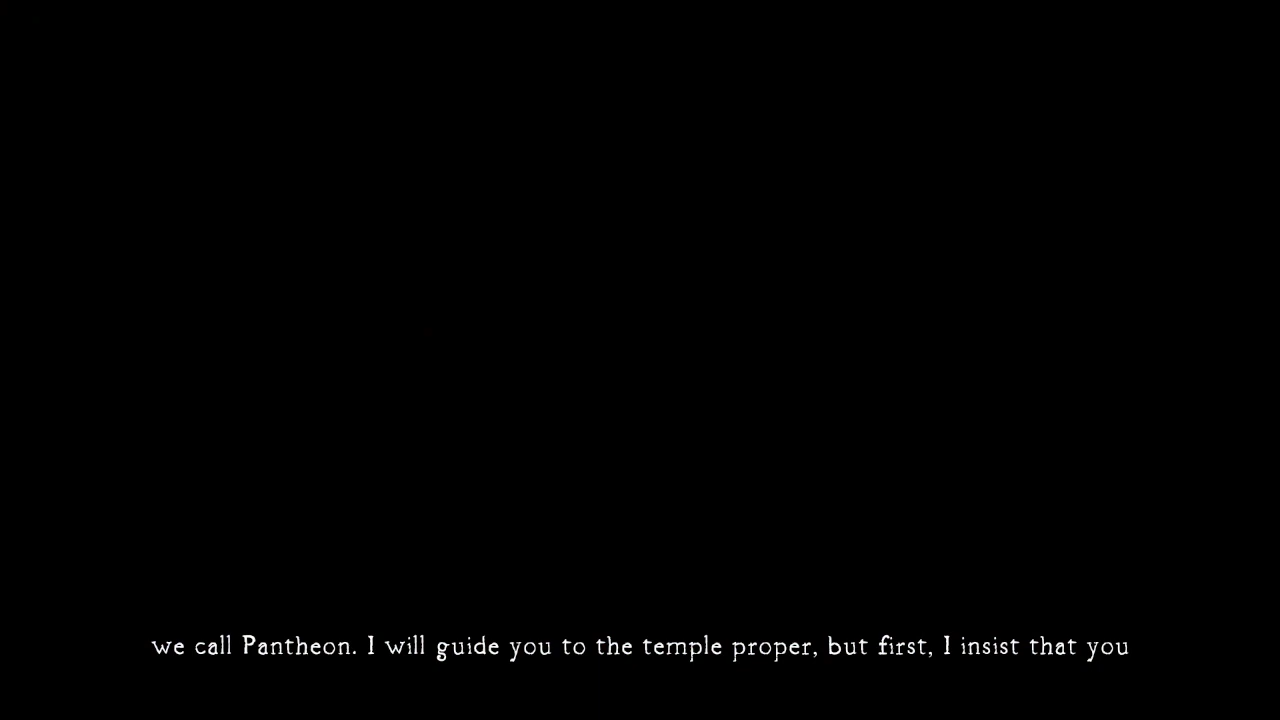 we call Pantheon. I will guide you to the temple proper, but first, I insist that you